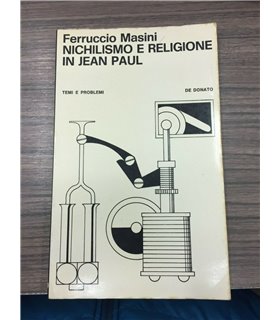 Ferruccio Masini
NICHILISMO E RELIGIONE
IN JEAN PAUL
TEMI E PROBLEMI
DE DONATO